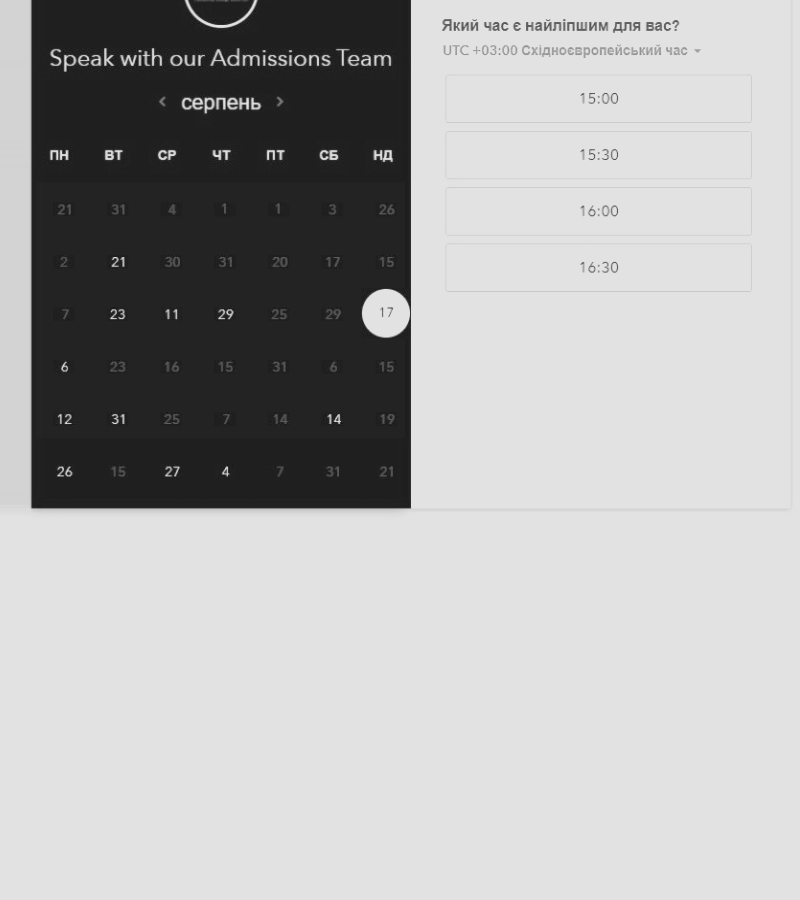 Speak with our Admissions Team
серпень
ПН ВТ СР ЧТ ПТ СБ НД
21 31 4 1 1 3 26
2 21 30 31 20 17 15
7 23 11 29 25 29 17
6 23 16 15 31 6 15
12 31 25 7 14 14 19
26 15 27 4 7 31 21
Який час є найліпшим для вас?
UTC +03:00 Східноєвропейський час
15:00
15:30
16:00
16:30